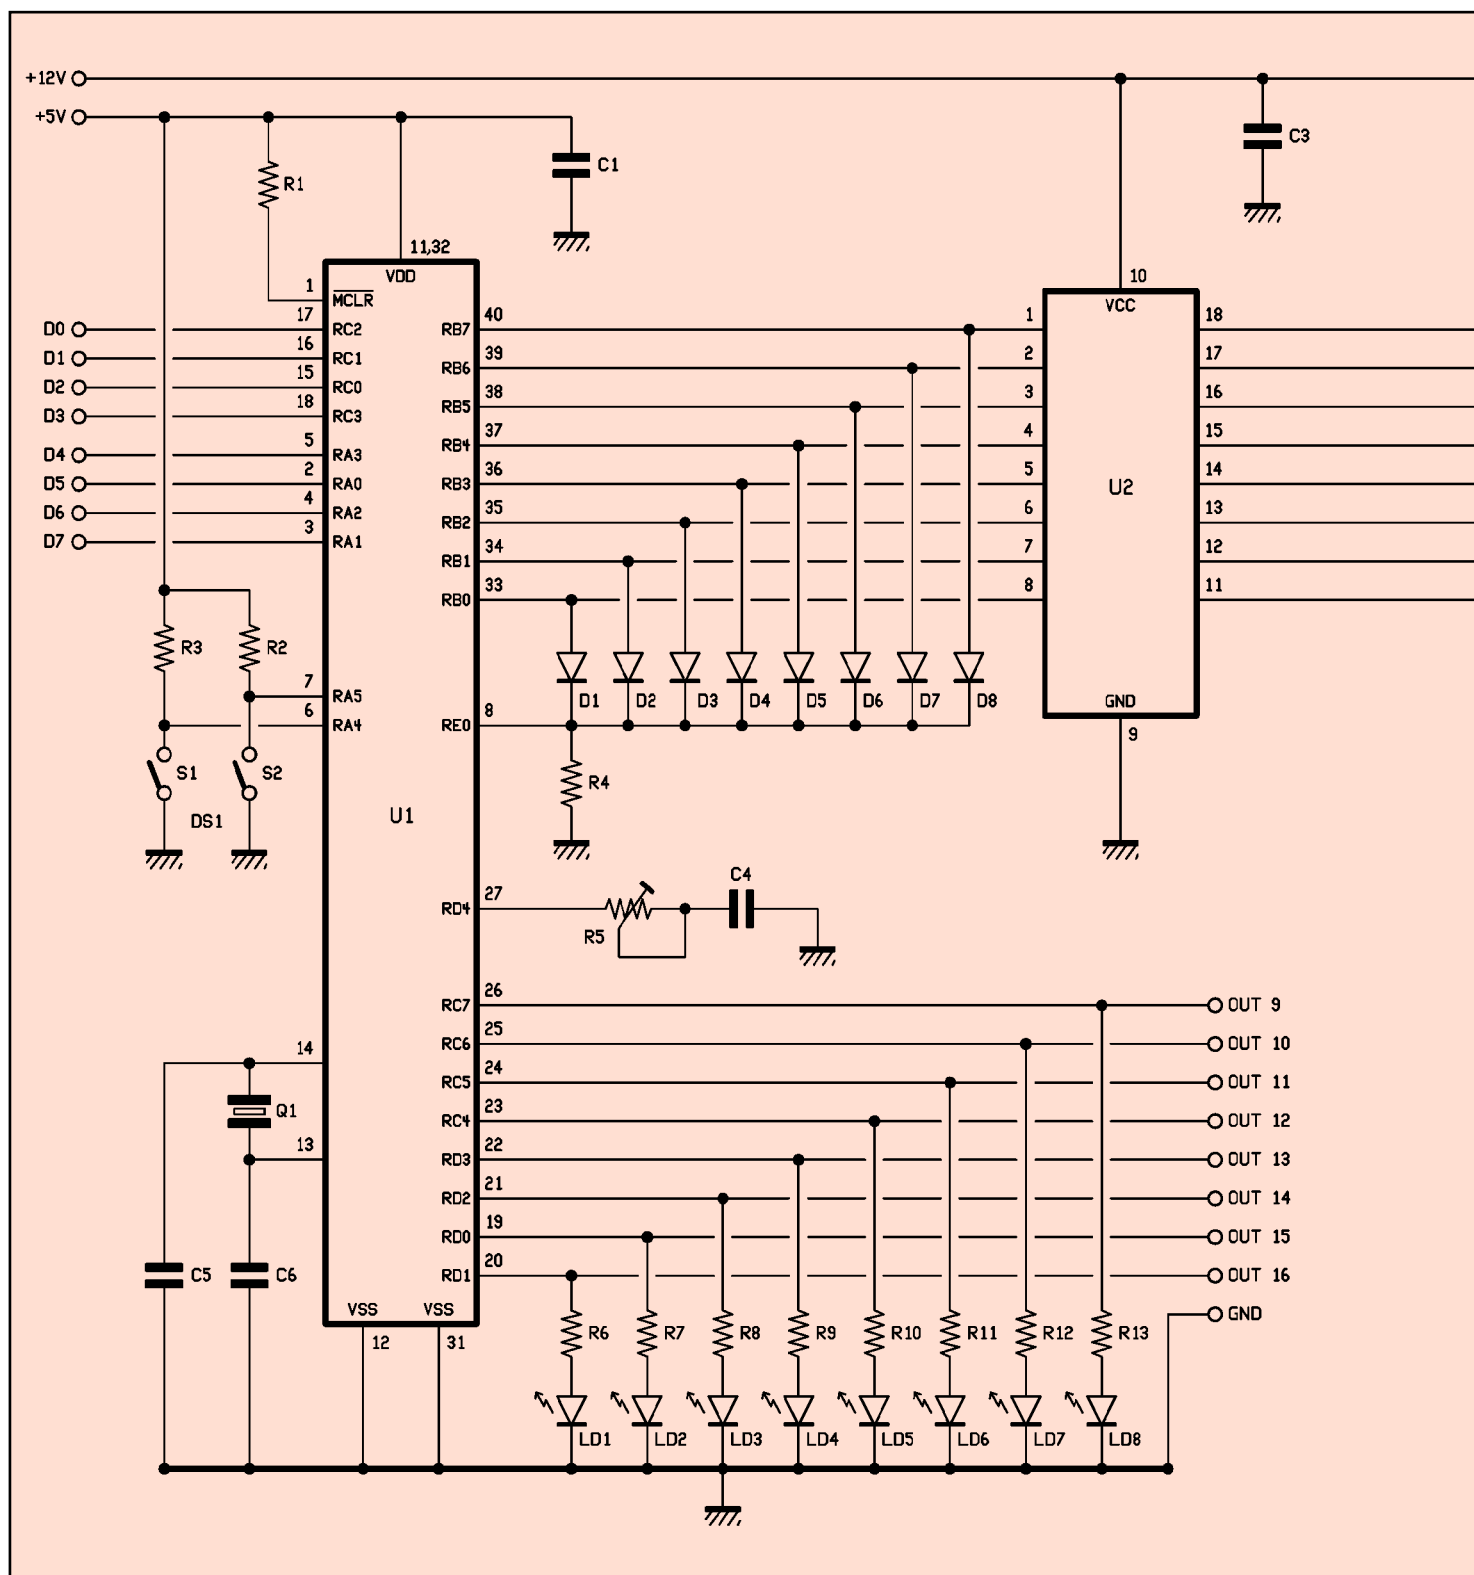 +12V
+5V
C3
C1
R1
11,32
VDD
10
VCC
1 MCLR
D0 17 RC2 RB7 40 1 18
D1 16 RC1 RB6 39 2 17
D2 15 RC0 RB5 38 3 16
D3 18 RC3 RB4 37 4 15
D4 5 RA3 RB3 36 5 14
D5 2 RA0
U2
D6 4 RA2 RB2 35 6 13
D7 3 RA1 RB1 34 7 12
RB0 33 8 11
R3 R2
7 RA5 D1 D2 D3 D4 D5 D6 D7 D8 GND
6 RA4 RE0 8 9
S1 S2 R4
DS1 U1
C4
RD4 27
R5
RC7 26 OUT 9
RC6 25 OUT 10
14
RC5 24 OUT 11
Q1
RC4 23 OUT 12
13 RD3 22 OUT 13
RD2 21 OUT 14
RD0 19 OUT 15
C5 C6 RD1 20 OUT 16
VSS VSS GND
12 31 R6 R7 R8 R9 R10 R11 R12 R13
LD1 LD2 LD3 LD4 LD5 LD6 LD7 LD8